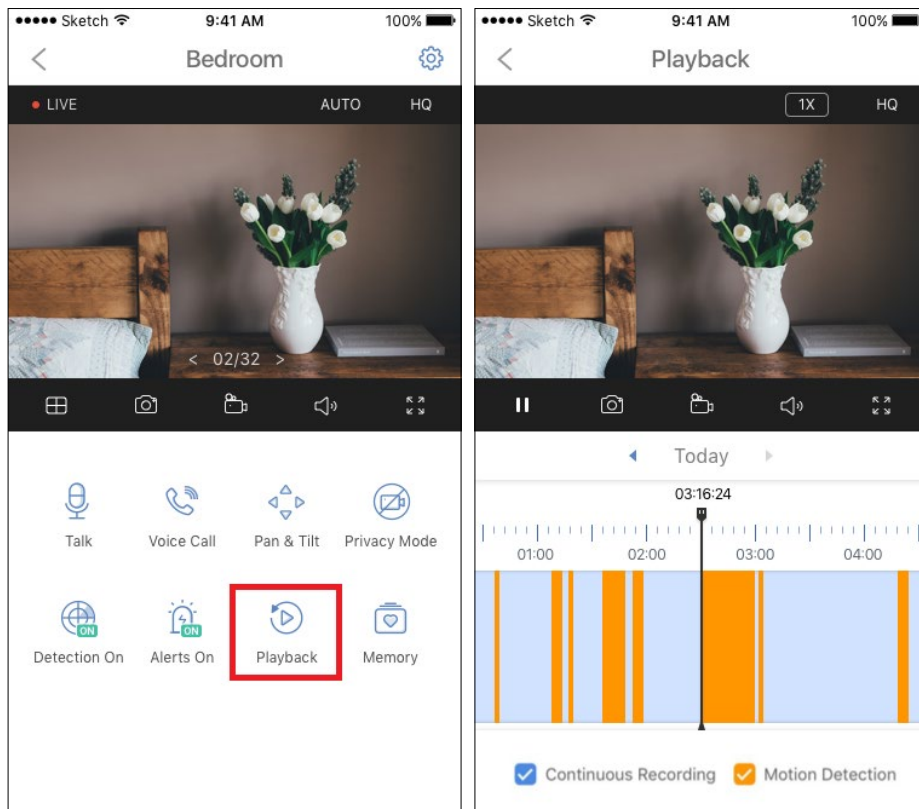 Sketch 9:41 AM 100%
Bedroom
LIVE AUTO HQ
< 02/32 >
Talk Voice Call Pan & Tilt Privacy Mode
ON ON
Detection On Alerts On Playback Memory
Sketch 9:41 AM 100%
Playback
1X HQ
Today
03:16:24
01:00 02:00 03:00 04:00
Continuous Recording Motion Detection